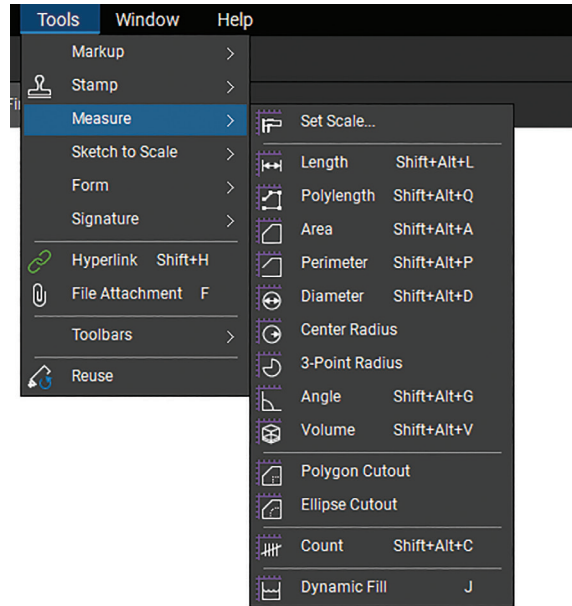 Tools Window Help
Markup
Stamp
Measure
Sketch to Scale
Form
Signature
Hyperlink Shift+H
File Attachment F
Toolbars
Reuse
Set Scale...
Length Shift+Alt+L
Polylength Shift+Alt+Q
Area Shift+Alt+A
Perimeter Shift+Alt+P
Diameter Shift+Alt+D
Center Radius
3-Point Radius
Angle Shift+Alt+G
Volume Shift+Alt+V
Polygon Cutout
Ellipse Cutout
Count Shift+Alt+C
Dynamic Fill J